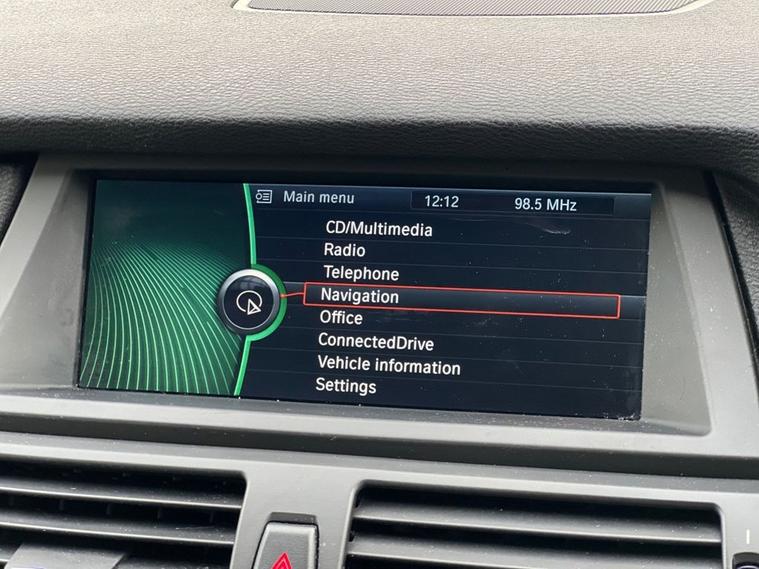 Main menu 12:12 98.5 MHz
CD/Multimedia
Radio
Telephone
Navigation
Office
ConnectedDrive
Vehicle information
Settings